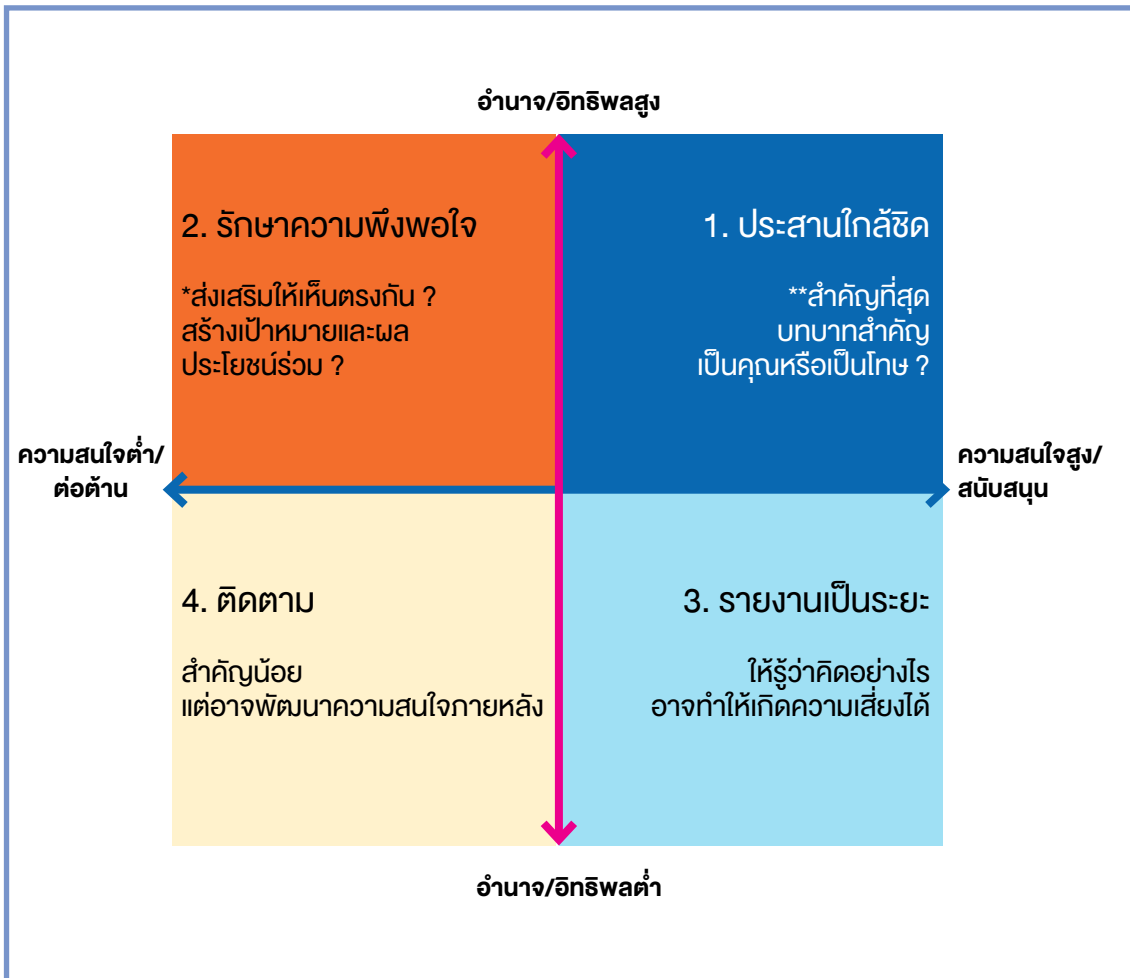 อำนาจ/อิทธิพลสูง
2. รักษาความพึงพอใจ
*ส่งเสริมให้เห็นตรงกัน ?
สร้างเป้าหมายและผล
ประโยชน์ร่วม ?
1. ประสานใกล้ชิด
**สำคัญที่สุด
บทบาทสำคัญ
เป็นคุณหรือเป็นโทษ ?
ความสนใจต่ำ/
ต่อต้าน
ความสนใจสูง/
สนับสนุน
4. ติดตาม
สำคัญน้อย
แต่อาจพัฒนาความสนใจภายหลัง
3. รายงานเป็นระยะ
ให้รู้ว่าคิดอย่างไร
อาจทำให้เกิดความเสี่ยงได้
อำนาจ/อิทธิพลต่ำ